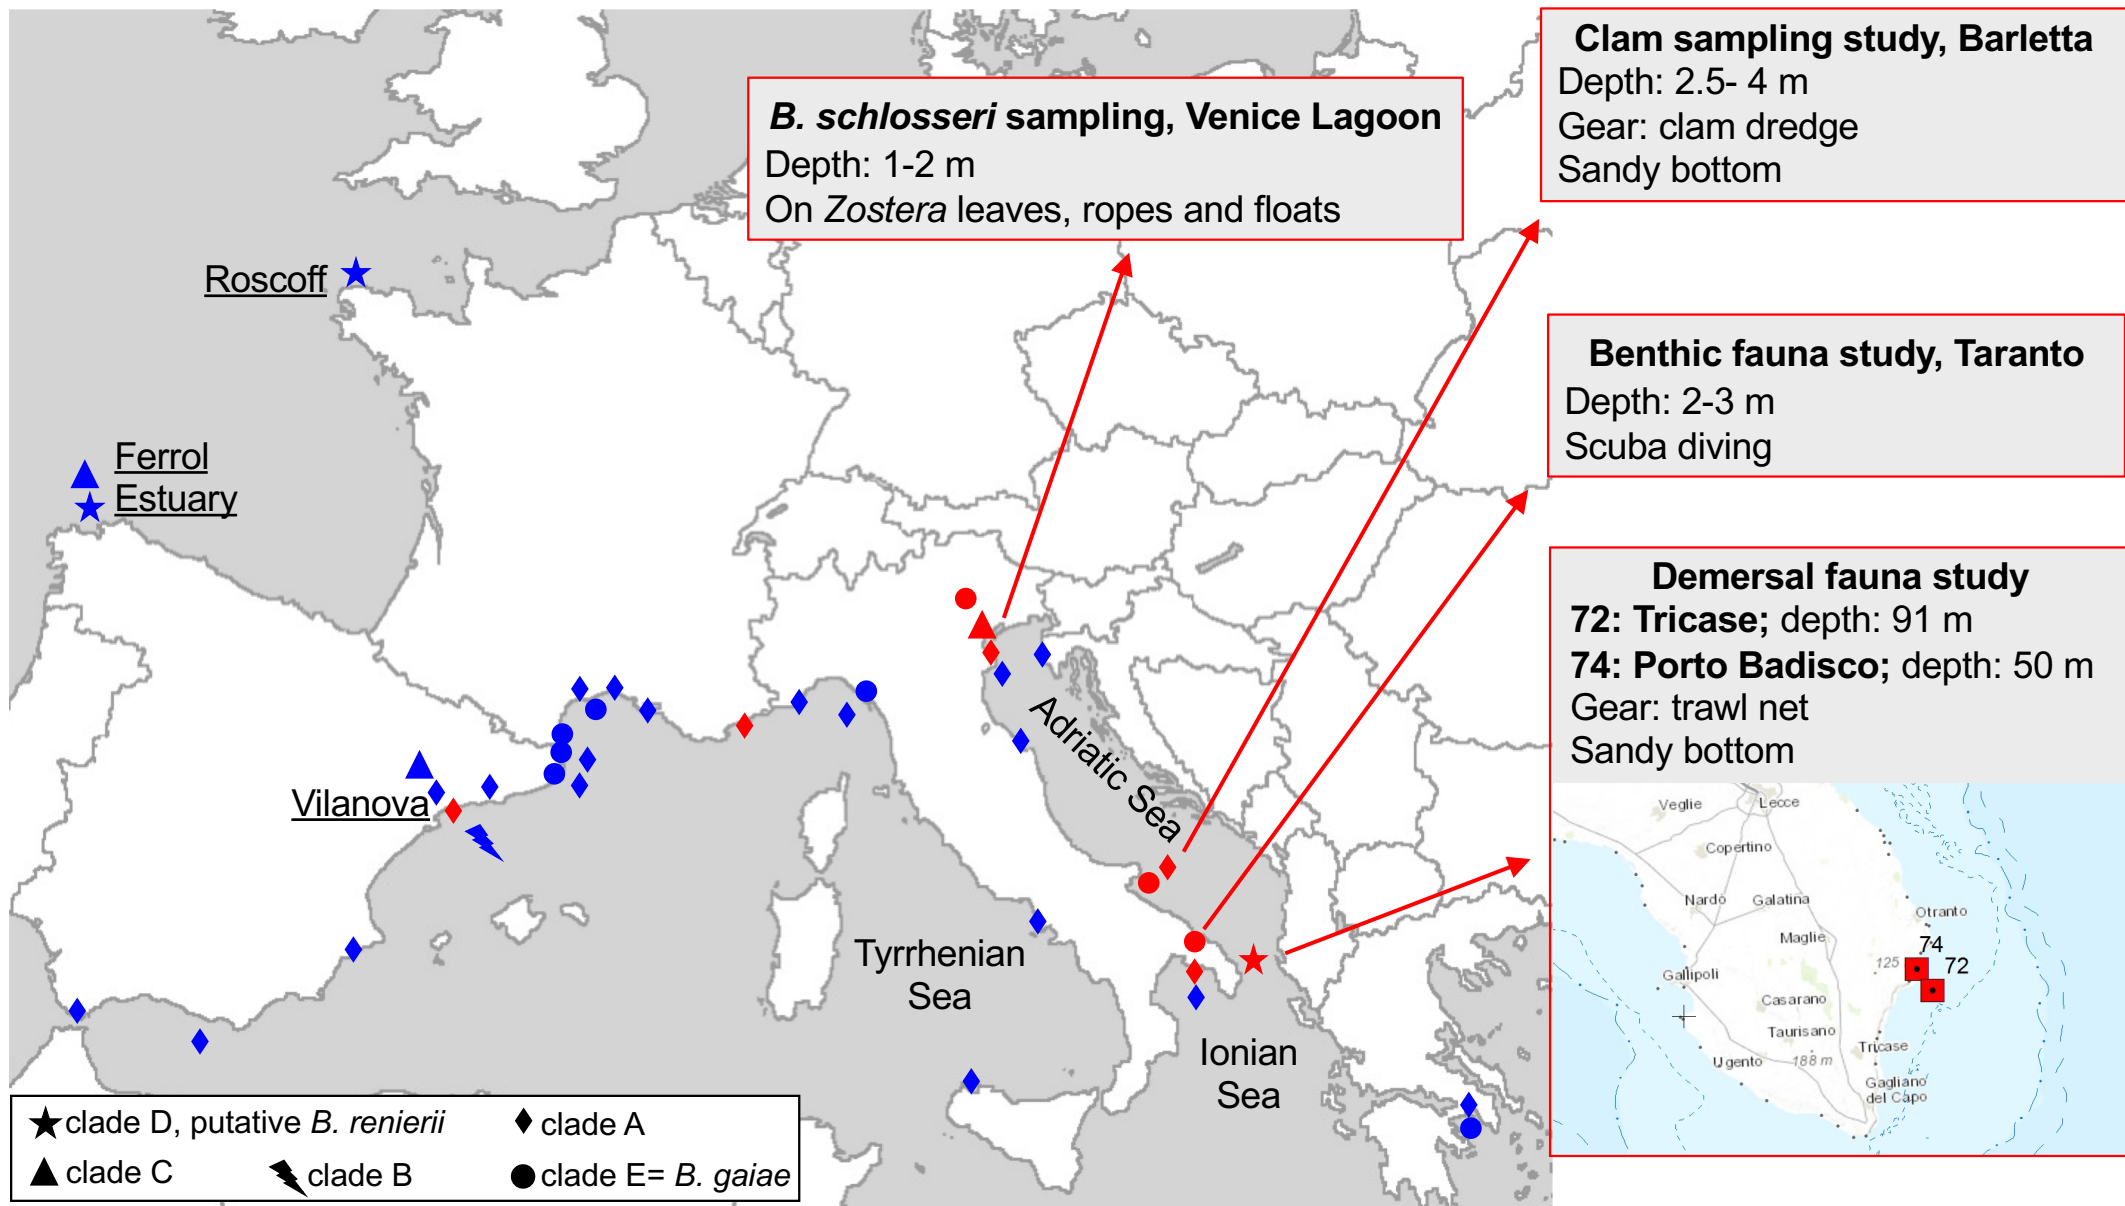 Clam sampling study, Barletta
Depth: 2.5- 4 m
Gear: clam dredge
Sandy bottom
B. schlosseri sampling, Venice Lagoon
Depth: 1-2 m
On Zostera leaves, ropes and floats
Roscoff
Benthic fauna study, Taranto
Depth: 2-3 m
Scuba diving
Ferrol
Estuary
Demersal fauna study
72: Tricase; depth: 91 m
74: Porto Badisco; depth: 50 m
Gear: trawl net
Sandy bottom
Vilanova
Adriatic Sea
Tyrrhenian
Sea
Ionian
Sea
Veglie
Lecce
Copertino
Nardo
Galatina
Otranto
Maglie
74
125
72
Gallipoli
Casarano
Taurisano
Tricase
Ugento
188 m
Gagliano
del Capo
clade D, putative B. renierii
clade A
clade C
clade B
clade E= B. gaiae